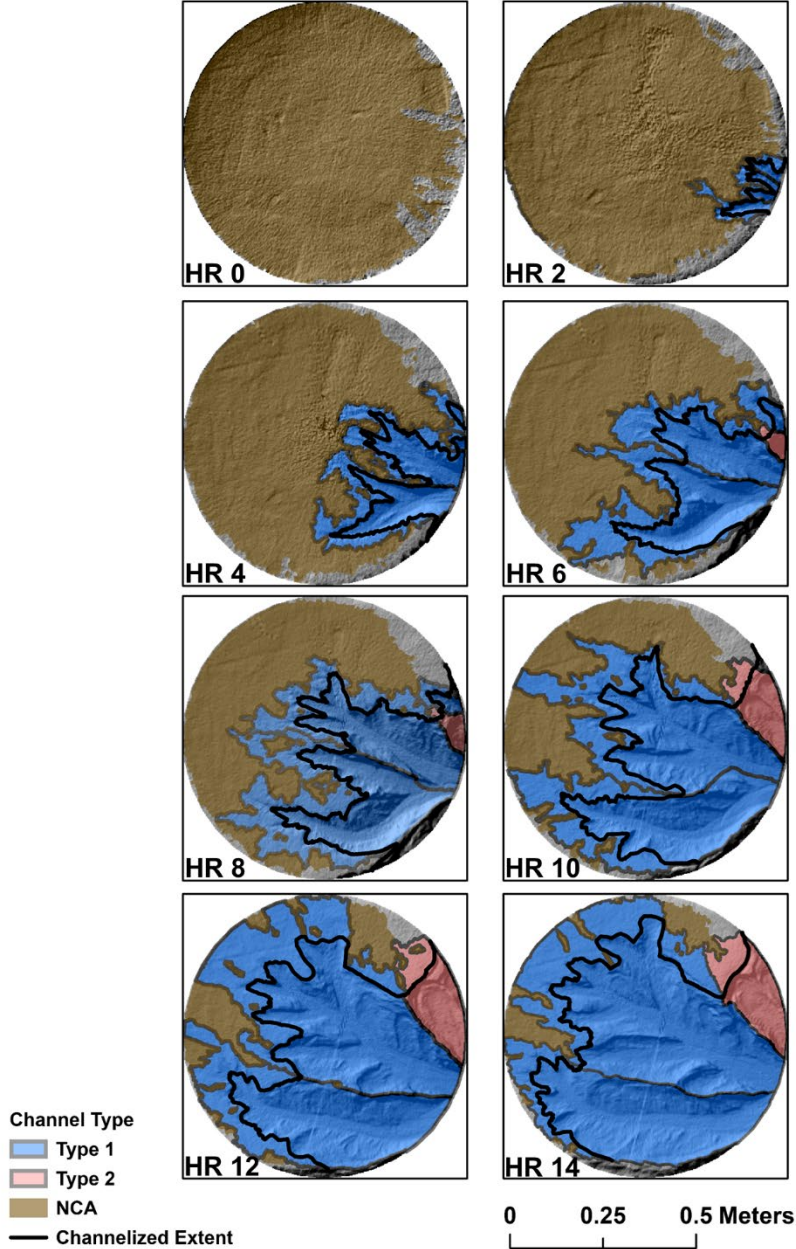 HR 0
HR 2
HR 4
HR 6
HR 8
HR 10
HR 12
HR 14
Channel Type
Type 1
Type 2
NCA
Channelized Extent
0 0.25 0.5 Meters